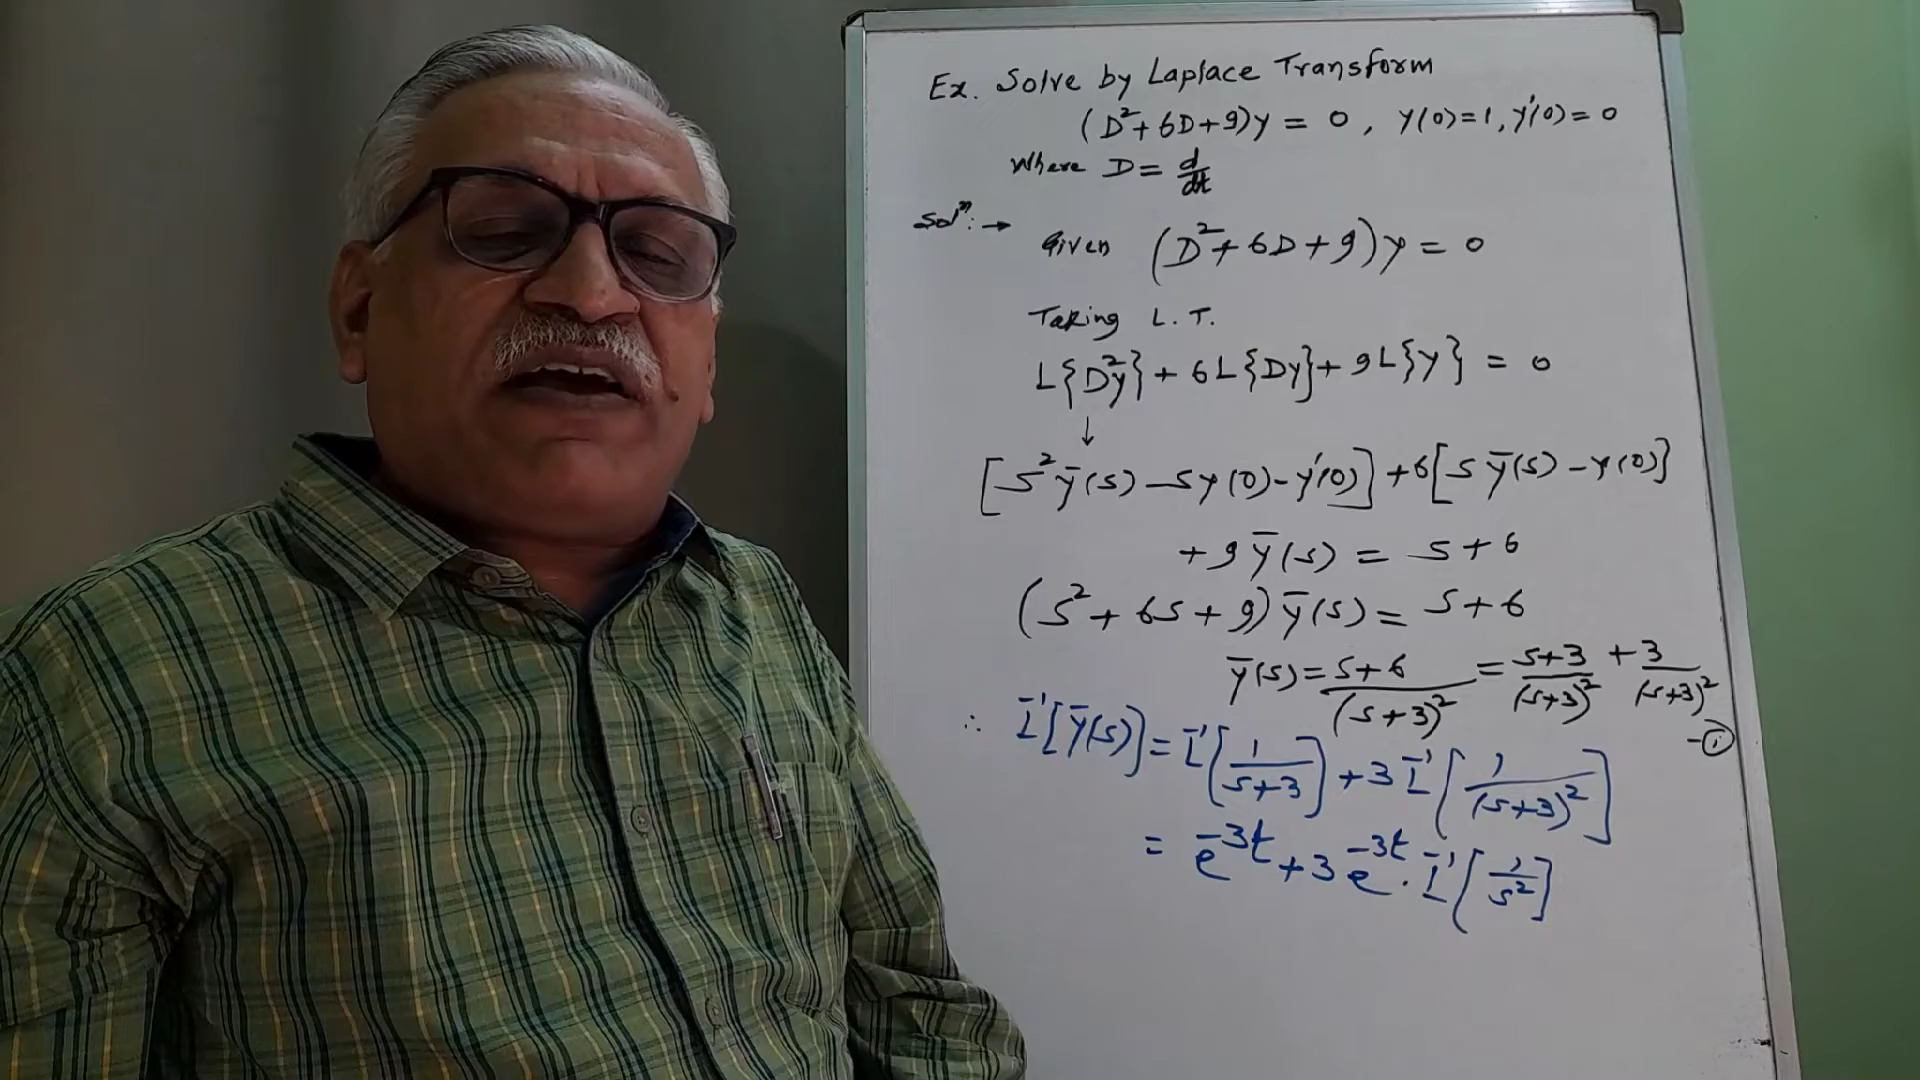 Ex. Solve by Laplace Transform
(D²+6D+9)y = 0 , y(0)=1, y'(0)=0
Where D = d/dt
Solⁿ: → Given (D²+6D+9)y = 0
Taking L.T.
L{D²y} + 6L{Dy} + 9L{y} = 0
↓
[s²ȳ(s) – sy(0) – y'(0)] + 6[sȳ(s) – y(0)]
+ 9ȳ(s) = s+6
(s²+6s+9)ȳ(s) = s+6
ȳ(s) = s+6/(s+3)² = s+3/(s+3)² + 3/(s+3)² –①
∴ L⁻¹[ȳ(s)] = L⁻¹[1/s+3] + 3L⁻¹[1/(s+3)²]
= e⁻³ᵗ + 3e⁻³ᵗ . L⁻¹[1/s²]